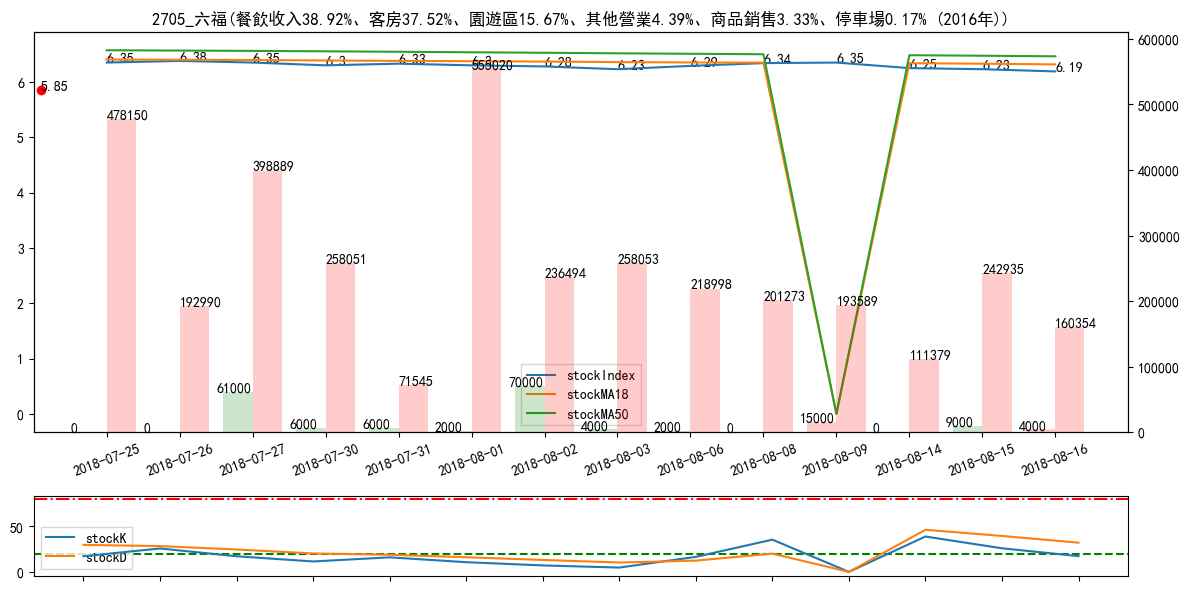 2705_六福(餐飲收入38.92%、客房37.52%、園遊區15.67%、其他營業4.39%、商品銷售3.33%、停車場0.17% (2016年))
6 5 4 3 2 1 0
600000 500000 400000 300000 200000 100000 0
5.85
6.35 6.38 6.35 6.3 6.33 6.3 6.28 6.23 6.29 6.34 6.35 6.25 6.23 6.19
478150 192990 398889 258051 71545 555020 236494 258053 218998 201273 193589 111379 242935 160354
0 0 61000 6000 6000 2000 70000 4000 2000 0 15000 0 9000 4000
stockIndex
stockMA18
stockMA50
2018-07-25 2018-07-26 2018-07-27 2018-07-30 2018-07-31 2018-08-01 2018-08-02 2018-08-03 2018-08-06 2018-08-08 2018-08-09 2018-08-14 2018-08-15 2018-08-16
50
0
stockK
stockD